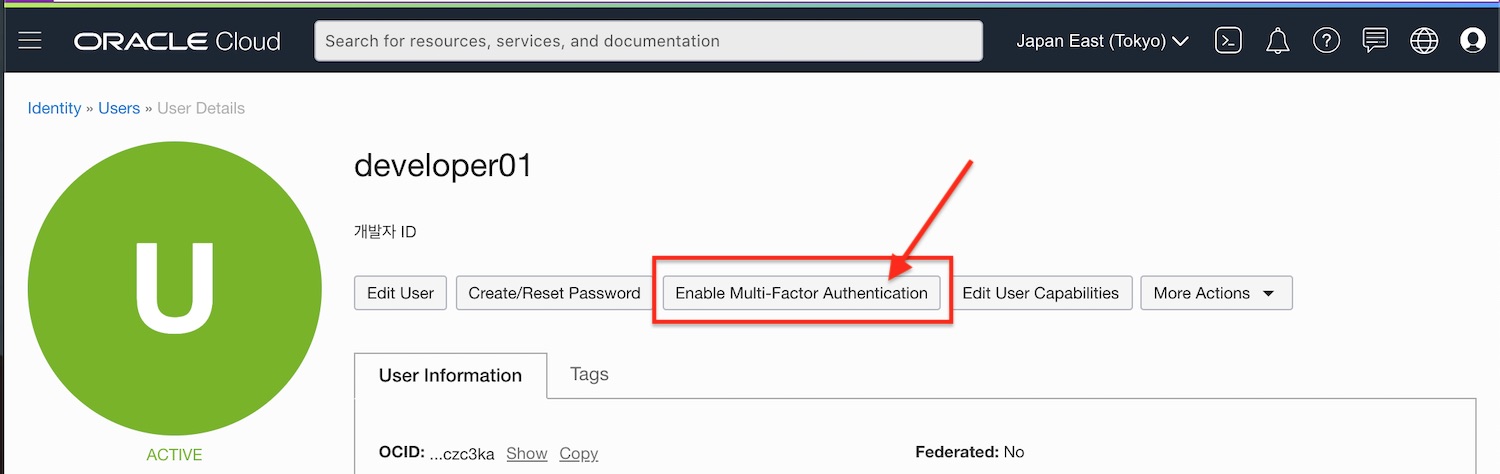 ORACLE Cloud
Search for resources, services, and documentation
Japan East (Tokyo)
Identity » Users » User Details
U
ACTIVE
developer01
개발자 ID
Edit User
Create/Reset Password
Enable Multi-Factor Authentication
Edit User Capabilities
More Actions
User Information
Tags
OCID: ...czc3ka Show Copy
Federated: No